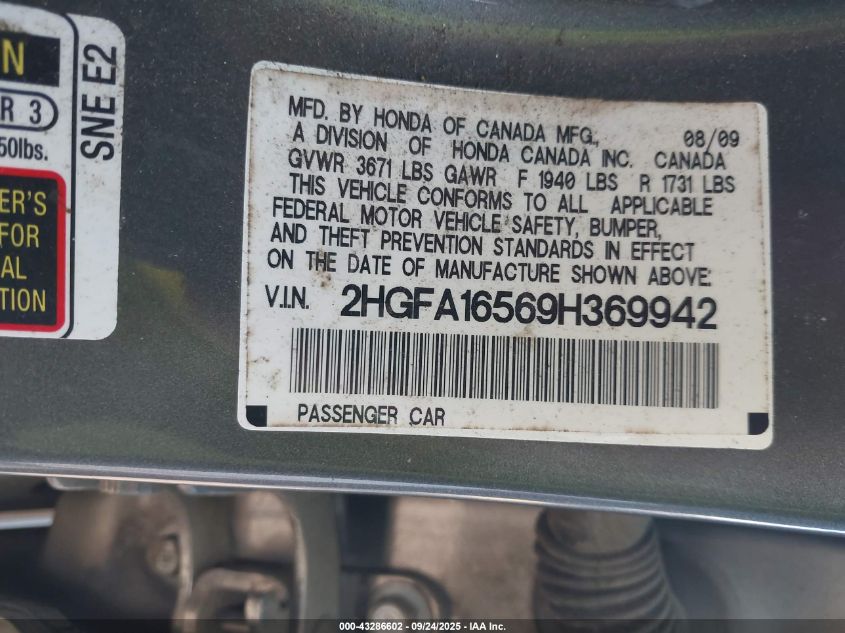 N
R 3
50lbs.
ER'S
FOR
AL
TION
SNE E2
MFD. BY HONDA OF CANADA MFG., 08/09
A DIVISION OF HONDA CANADA INC. CANADA
GVWR 3671 LBS GAWR F 1940 LBS R 1731 LBS
THIS VEHICLE CONFORMS TO ALL APPLICABLE
FEDERAL MOTOR VEHICLE SAFETY, BUMPER,
AND THEFT PREVENTION STANDARDS IN EFFECT
ON THE DATE OF MANUFACTURE SHOWN ABOVE:
V.I.N. 2HGFA16569H369942
PASSENGER CAR
000-43286602 - 09/24/2025 - IAA Inc.